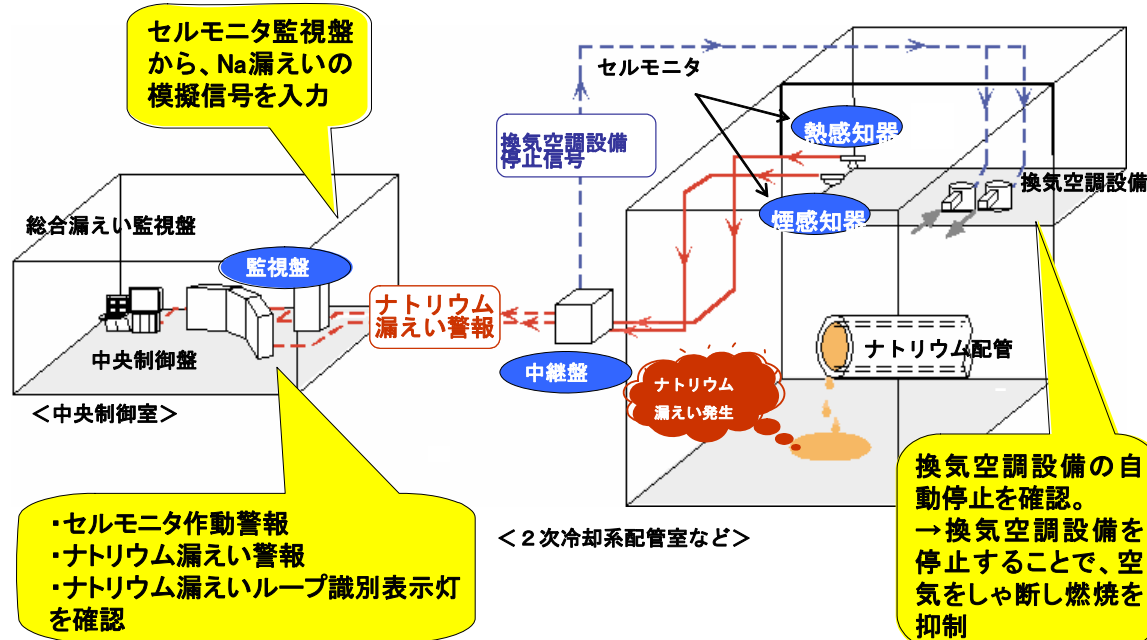 セルモニタ監視盤
から、Na漏えいの
模擬信号を入力
セルモニタ
熱感知器
換気空調設備
停止信号
換気空調設備
煙感知器
総合漏えい監視盤
監視盤
ナトリウム
漏えい警報
中央制御盤
中継盤
ナトリウム配管
ナトリウム
漏えい発生
＜中央制御室＞
・セルモニタ作動警報
・ナトリウム漏えい警報
・ナトリウム漏えいループ識別表示灯
を確認
＜２次冷却系配管室など＞
換気空調設備の自
動停止を確認。
→換気空調設備を
停止することで、空
気をしゃ断し燃焼を
抑制